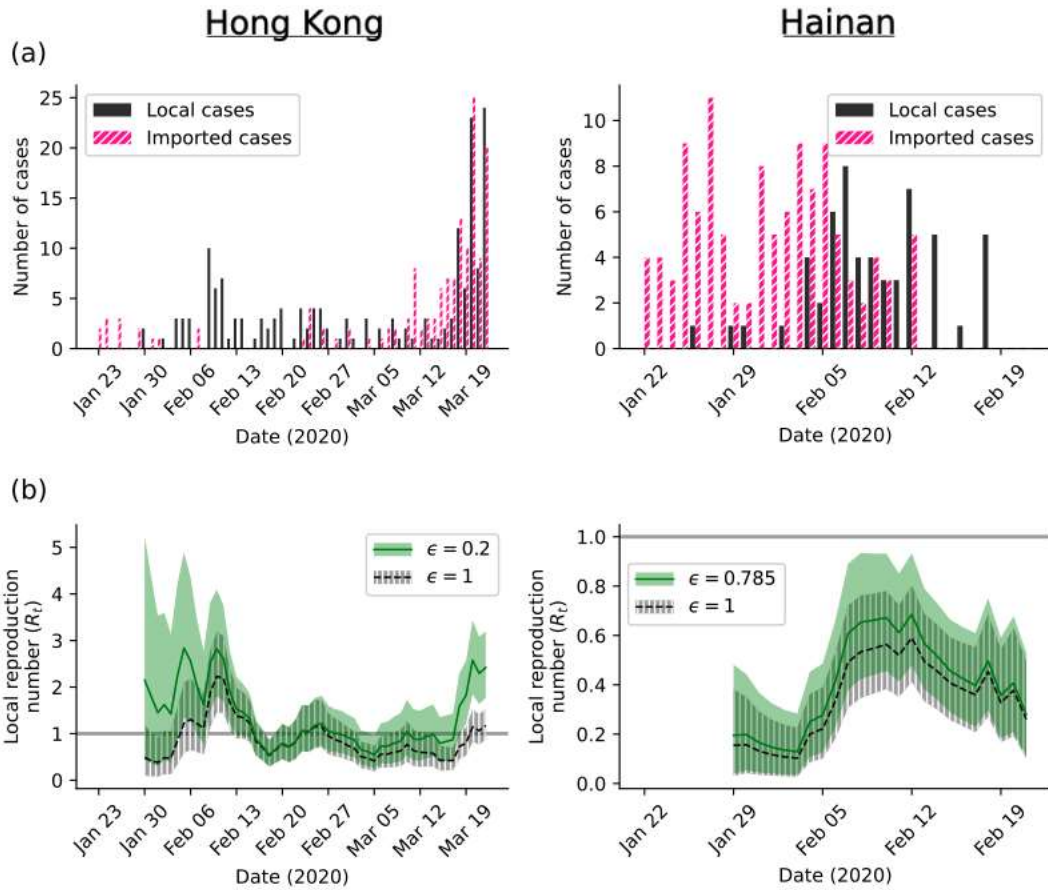 Hong Kong
Hainan
(a)
25
20
15
10
5
0
Number of cases
Local cases
Imported cases
Jan 23
Jan 30
Feb 06
Feb 13
Feb 20
Feb 27
Mar 05
Mar 12
Mar 19
Date (2020)
10
8
6
4
2
0
Number of cases
Local cases
Imported cases
Jan 22
Jan 29
Feb 05
Feb 12
Feb 19
Date (2020)
(b)
5
4
3
2
1
0
Local reproduction
number (Rₜ)
ϵ = 0.2
ϵ = 1
Jan 23
Jan 30
Feb 06
Feb 13
Feb 20
Feb 27
Mar 05
Mar 12
Mar 19
Date (2020)
1.0
0.8
0.6
0.4
0.2
0.0
Local reproduction
number (Rₜ)
ϵ = 0.785
ϵ = 1
Jan 22
Jan 29
Feb 05
Feb 12
Feb 19
Date (2020)